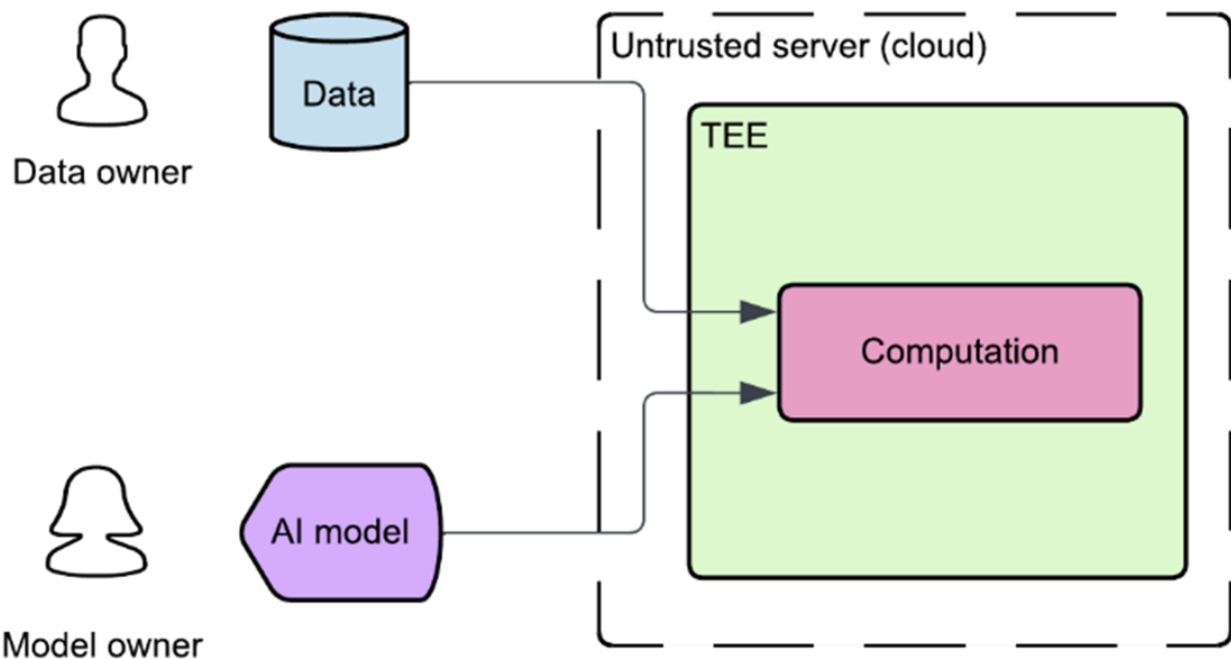 Untrusted server (cloud)
Data
TEE
Data owner
Computation
AI model
Model owner